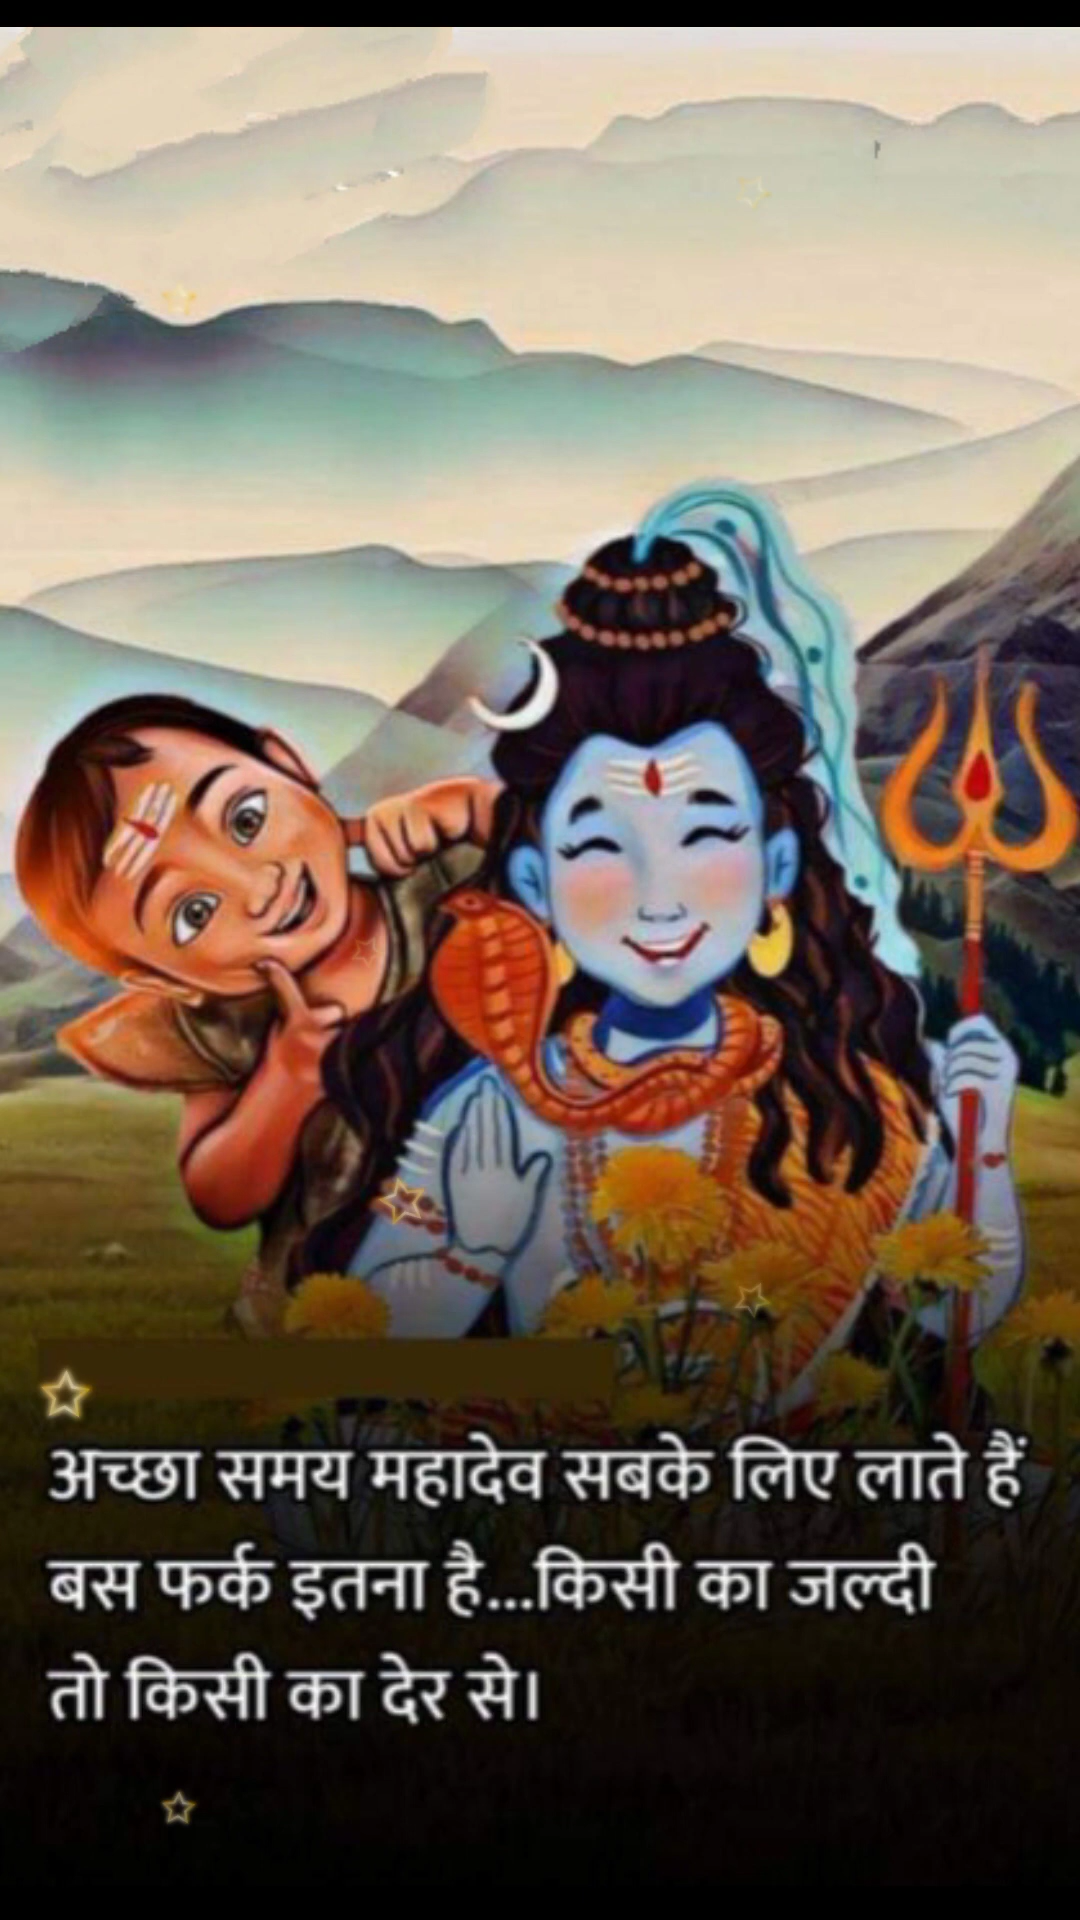 अच्छा समय महादेव सबके लिए लाते हैं
बस फर्क इतना है...किसी का जल्दी
तो किसी का देर से।